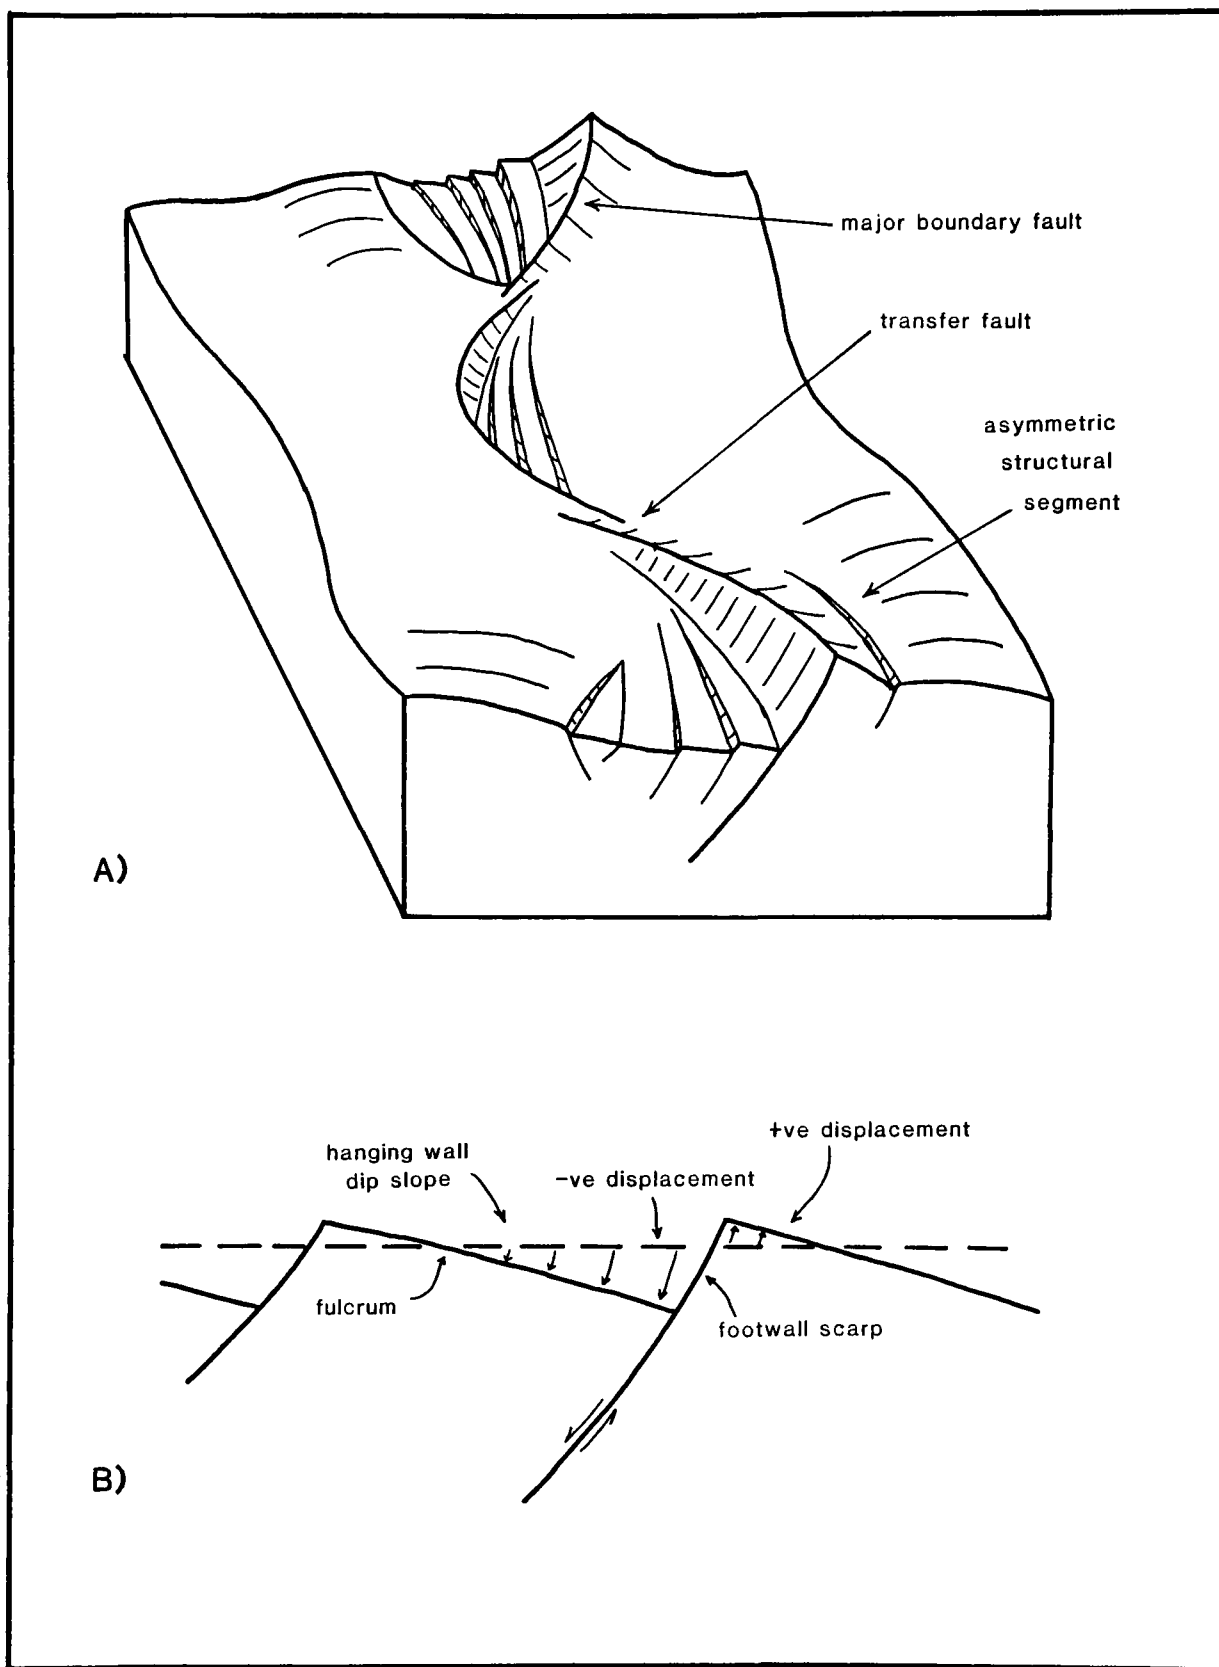 major boundary fault
transfer fault
asymmetric
structural
segment
A)
+ve displacement
hanging wall
dip slope
-ve displacement
fulcrum
footwall scarp
B)